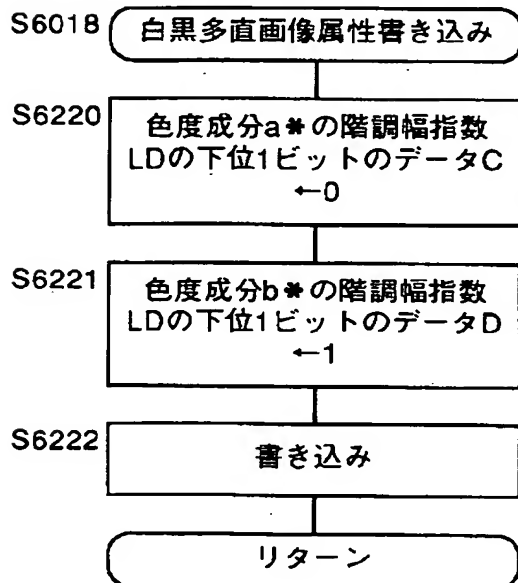 S6018 白黒多直画像属性書き込み
S6220 色度成分a*の階調幅指数
LDの下位1ビットのデータC
←0
S6221 色度成分b*の階調幅指数
LDの下位1ビットのデータD
←1
S6222 書き込み
リターン